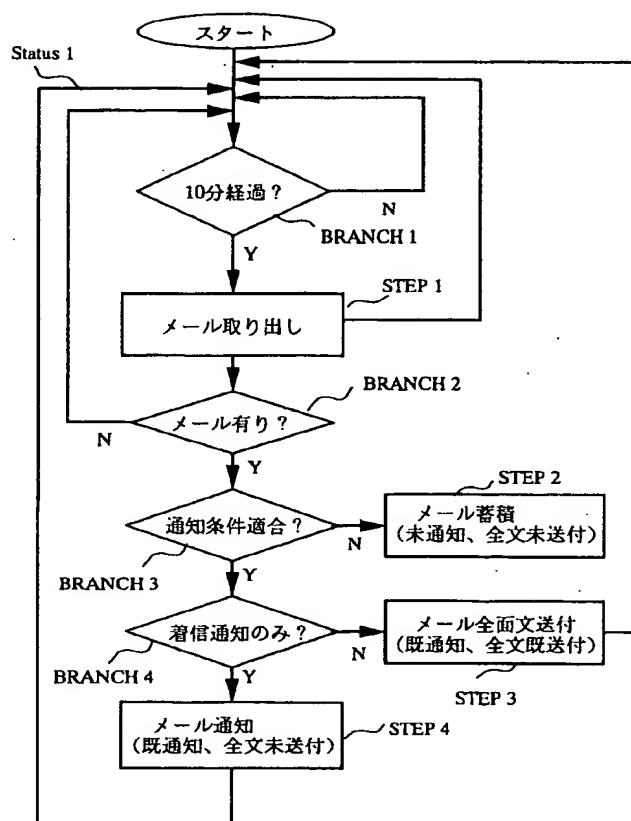 スタート
Status 1
10分経過？
N
BRANCH 1
Y
STEP 1
メール取り出し
BRANCH 2
メール有り？
N
Y
STEP 2
通知条件適合？
N
メール蓄積
(未通知、全文未送付)
BRANCH 3
Y
着信通知のみ？
N
メール全面文送付
(既通知、全文既送付)
BRANCH 4
Y
STEP 3
メール通知
(既通知、全文未送付)
STEP 4